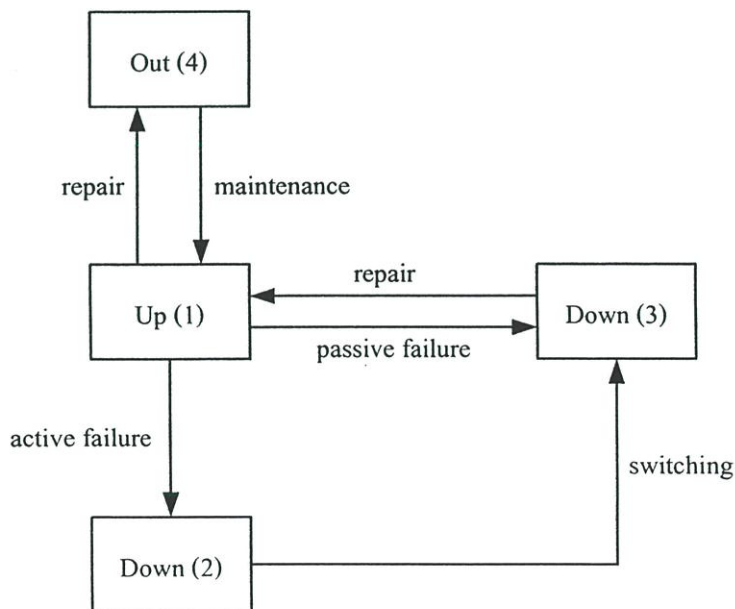 Out (4)
repair
maintenance
Up (1)
repair
passive failure
Down (3)
active failure
switching
Down (2)